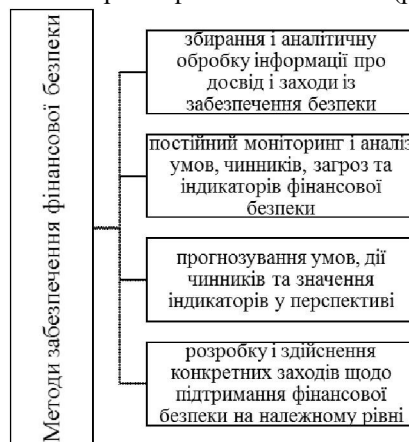 Методи забезпечення фінансової безпеки
збирання і аналітичну
обробку інформації про
досвід і заходи із
забезпечення безпеки
постійний моніторинг і аналіз
умов, чинників, загроз та
індикаторів фінансової
безпеки
прогнозування умов, дії
чинників та значення
індикаторів у перспективі
розробку і здійснення
конкретних заходів щодо
підтримання фінансової
безпеки на належному рівні